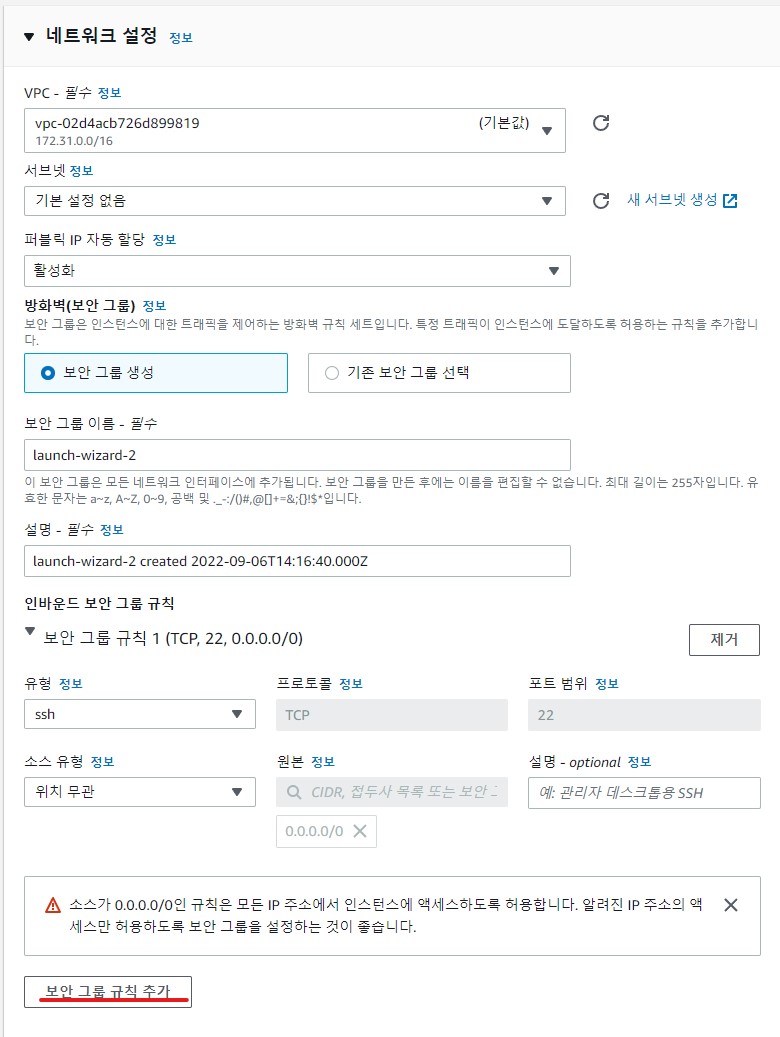 ▼ 네트워크 설정 정보
VPC - 필수 정보
vpc-02d4acb726d899819 (기본값)
172.31.0.0/16
서브넷 정보
기본 설정 없음
새 서브넷 생성
퍼블릭 IP 자동 할당 정보
활성화
방화벽(보안 그룹) 정보
보안 그룹은 인스턴스에 대한 트래픽을 제어하는 방화벽 규칙 세트입니다. 특정 트래픽이 인스턴스에 도달하도록 허용하는 규칙을 추가합니
다.
보안 그룹 생성
기존 보안 그룹 선택
보안 그룹 이름 - 필수
launch-wizard-2
이 보안 그룹은 모든 네트워크 인터페이스에 추가됩니다. 보안 그룹을 만든 후에는 이름을 편집할 수 없습니다. 최대 길이는 255자입니다. 유
효한 문자는 a~z, A~Z, 0~9, 공백 및 ._-:/()#,@[]+=&;{}!$*입니다.
설명 - 필수 정보
launch-wizard-2 created 2022-09-06T14:16:40.000Z
인바운드 보안 그룹 규칙
보안 그룹 규칙 1 (TCP, 22, 0.0.0.0/0)
제거
유형 정보
프로토콜 정보
포트 범위 정보
ssh
TCP
22
소스 유형 정보
원본 정보
설명 - optional 정보
위치 무관
CIDR, 접두사 목록 또는 보안 그
예: 관리자 데스크톱용 SSH
0.0.0.0/0
소스가 0.0.0.0/0인 규칙은 모든 IP 주소에서 인스턴스에 액세스하도록 허용합니다. 알려진 IP 주소의 액
세스만 허용하도록 보안 그룹을 설정하는 것이 좋습니다.
보안 그룹 규칙 추가